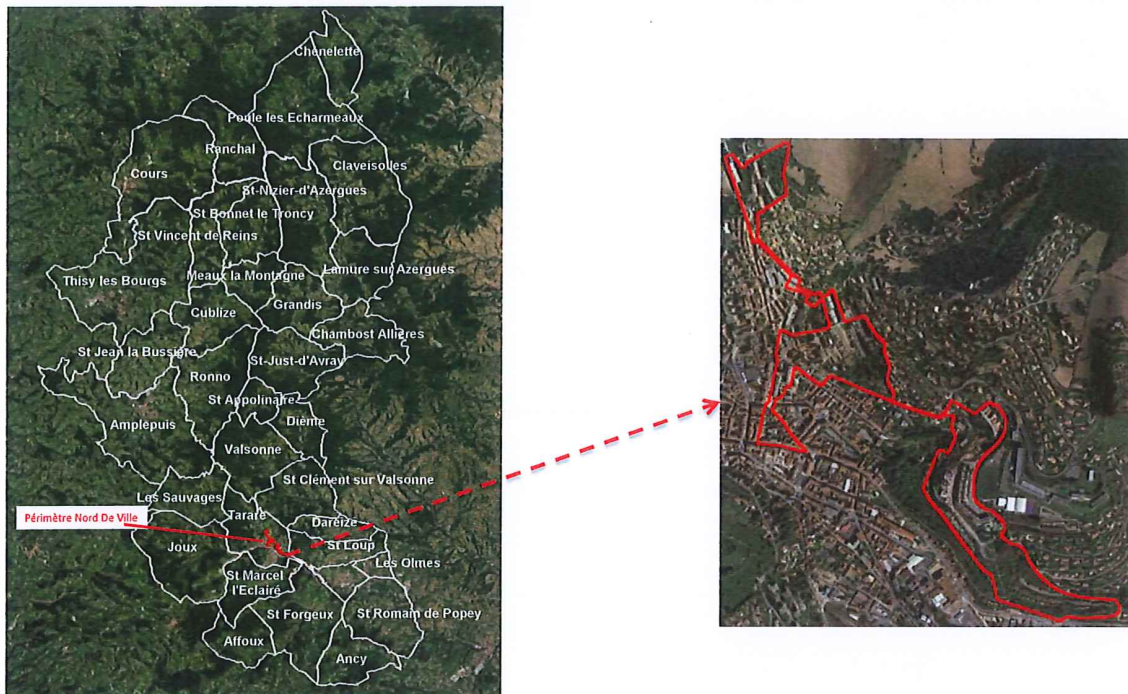 Chénelette
Poule les Echarmeaux
Ranchal
Claveisolles
Cours
St-Nizier-d'Azergues
St Bonnet le Troncy
St Vincent de Reins
Lamure sur Azergues
Meaux la Montagne
Thisy les Bourgs
Grandis
Cublize
Chambost Allières
St Jean la Bussière
St-Just-d'Avray
Ronno
St Appolinaire
Dième
Amplepuis
Valsonne
St Clément sur Valsonne
Les Sauvages
Tarare
Périmètre Nord De Ville
Dareize
Joux
St Loup
Les Olmes
St Marcel
l'Eclairé
St Forgeux
St Romain de Popey
Affoux
Ancy